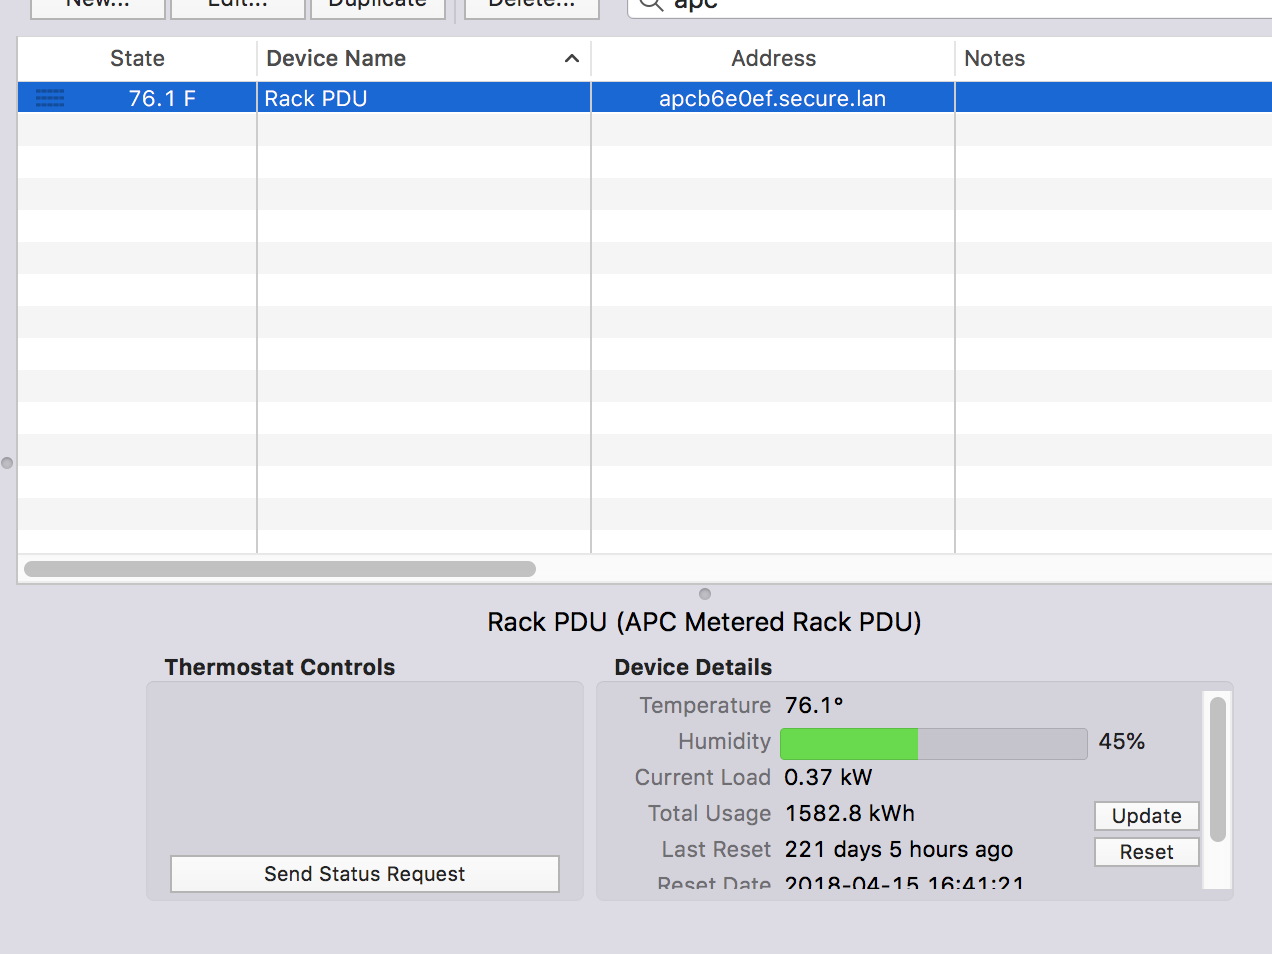 New... Edit... Duplicate Delete... apc
State Device Name Address Notes
76.1 F Rack PDU apcb6e0ef.secure.lan
Rack PDU (APC Metered Rack PDU)
Thermostat Controls Device Details
Temperature 76.1°
Humidity 45%
Current Load 0.37 kW
Total Usage 1582.8 kWh Update
Last Reset 221 days 5 hours ago Reset
Send Status Request
Reset Date 2018-04-15 16:41:21